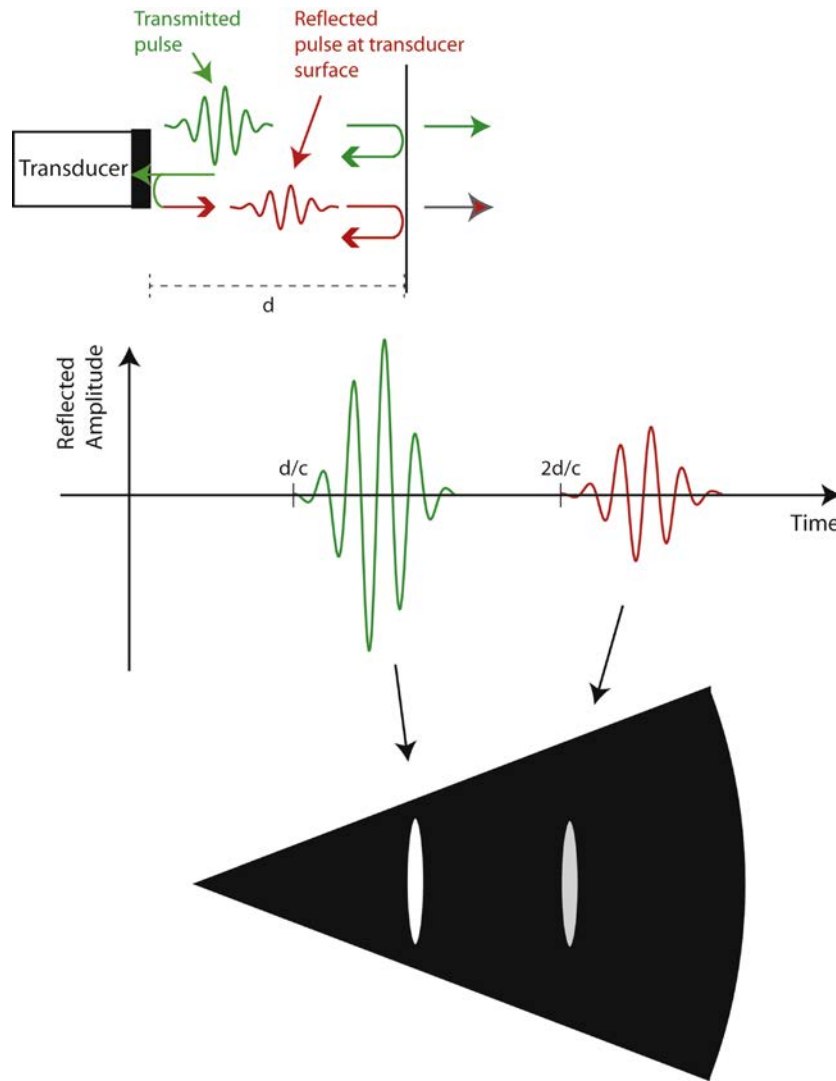 Transmitted
pulse
Reflected
pulse at transducer
surface
Transducer
d
Reflected
Amplitude
d/c
2d/c
Time